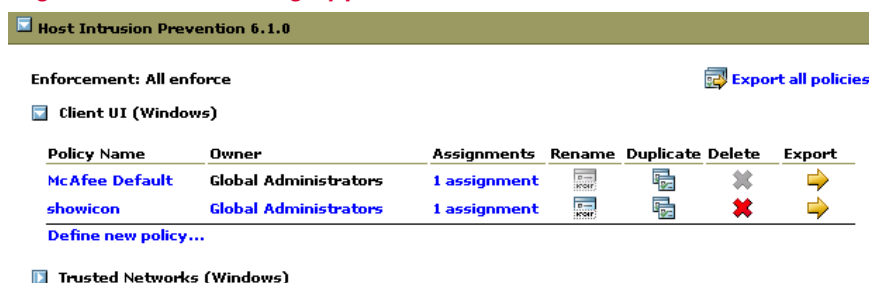 Host Intrusion Prevention 6.1.0
Enforcement: All enforce Export all policies
Client UI (Windows)
Policy Name Owner Assignments Rename Duplicate Delete Export
McAfee Default Global Administrators 1 assignment
showicon Global Administrators 1 assignment
Define new policy...
Trusted Networks (Windows)